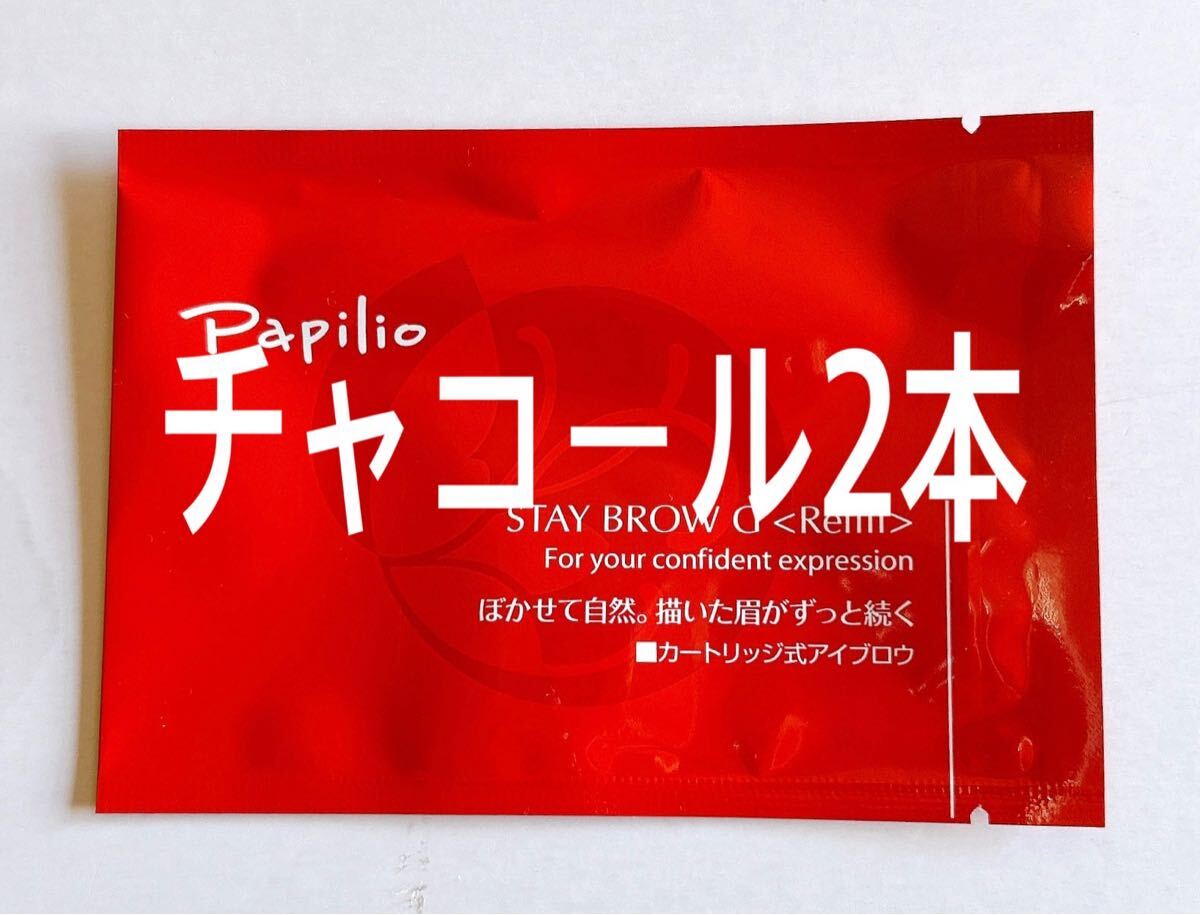 Papilio
チャコール2本
STAY BROW G <Refill>
For your confident expression
ぼかせて自然。描いた眉がずっと続く
■カートリッジ式アイブロウ